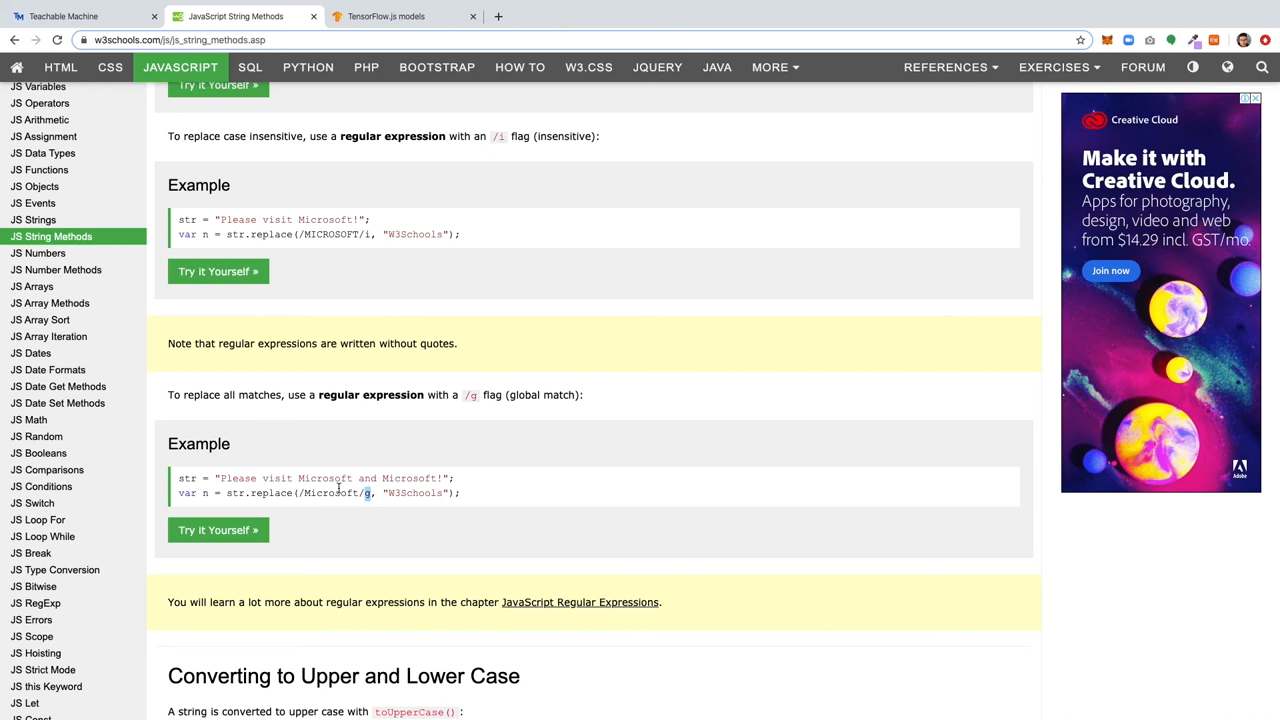 Teachable Machine
JavaScript String Methods
TensorFlow.js models
w3schools.com/js/js_string_methods.asp
HTML CSS JAVASCRIPT SQL PYTHON PHP BOOTSTRAP HOW TO W3.CSS JQUERY JAVA MORE REFERENCES EXERCISES FORUM
JS Variables
JS Operators
JS Arithmetic
JS Assignment
JS Data Types
JS Functions
JS Objects
JS Events
JS Strings
JS String Methods
JS Numbers
JS Number Methods
JS Arrays
JS Array Methods
JS Array Sort
JS Array Iteration
JS Dates
JS Date Formats
JS Date Get Methods
JS Date Set Methods
JS Math
JS Random
JS Booleans
JS Comparisons
JS Conditions
JS Switch
JS Loop For
JS Loop While
JS Break
JS Type Conversion
JS Bitwise
JS RegExp
JS Errors
JS Scope
JS Hoisting
JS Strict Mode
JS this Keyword
JS Let
JS Const
Try it Yourself »
To replace case insensitive, use a regular expression with an /i flag (insensitive):
Example
str = "Please visit Microsoft!";
var n = str.replace(/MICROSOFT/i, "W3Schools");
Try it Yourself »
Note that regular expressions are written without quotes.
To replace all matches, use a regular expression with a /g flag (global match):
Example
str = "Please visit Microsoft and Microsoft!";
var n = str.replace(/Microsoft/g, "W3Schools");
Try it Yourself »
You will learn a lot more about regular expressions in the chapter JavaScript Regular Expressions.
Converting to Upper and Lower Case
A string is converted to upper case with toUpperCase() :
Creative Cloud
Make it with
Creative Cloud.
Apps for photography,
design, video and web
from $14.29 incl. GST/mo.
Join now
Adobe